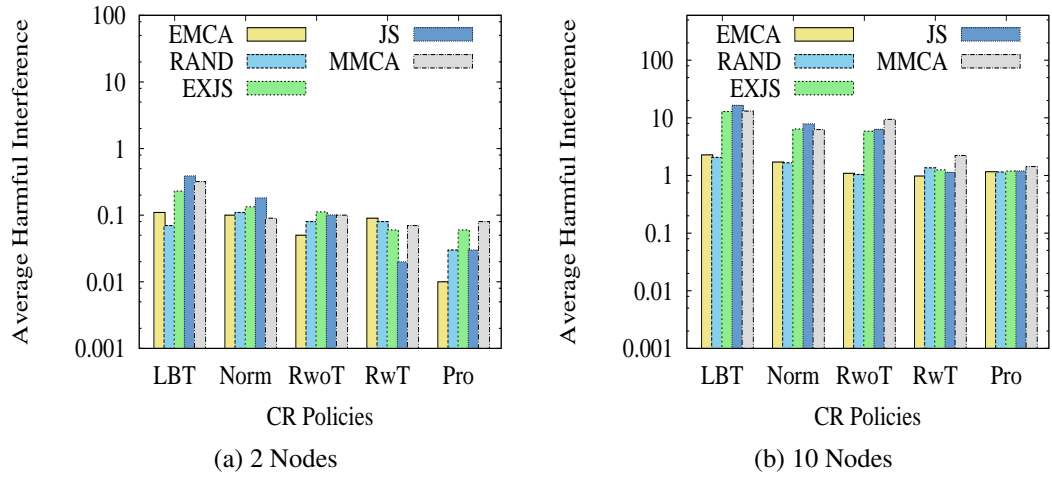 Average Harmful Interference
100
10
1
0.1
0.01
0.001
EMCA
RAND
EXJS
JS
MMCA
LBT Norm RwoT RwT Pro
CR Policies
(a) 2 Nodes
Average Harmful Interference
100
10
1
0.1
0.01
0.001
EMCA
RAND
EXJS
JS
MMCA
LBT Norm RwoT RwT Pro
CR Policies
(b) 10 Nodes